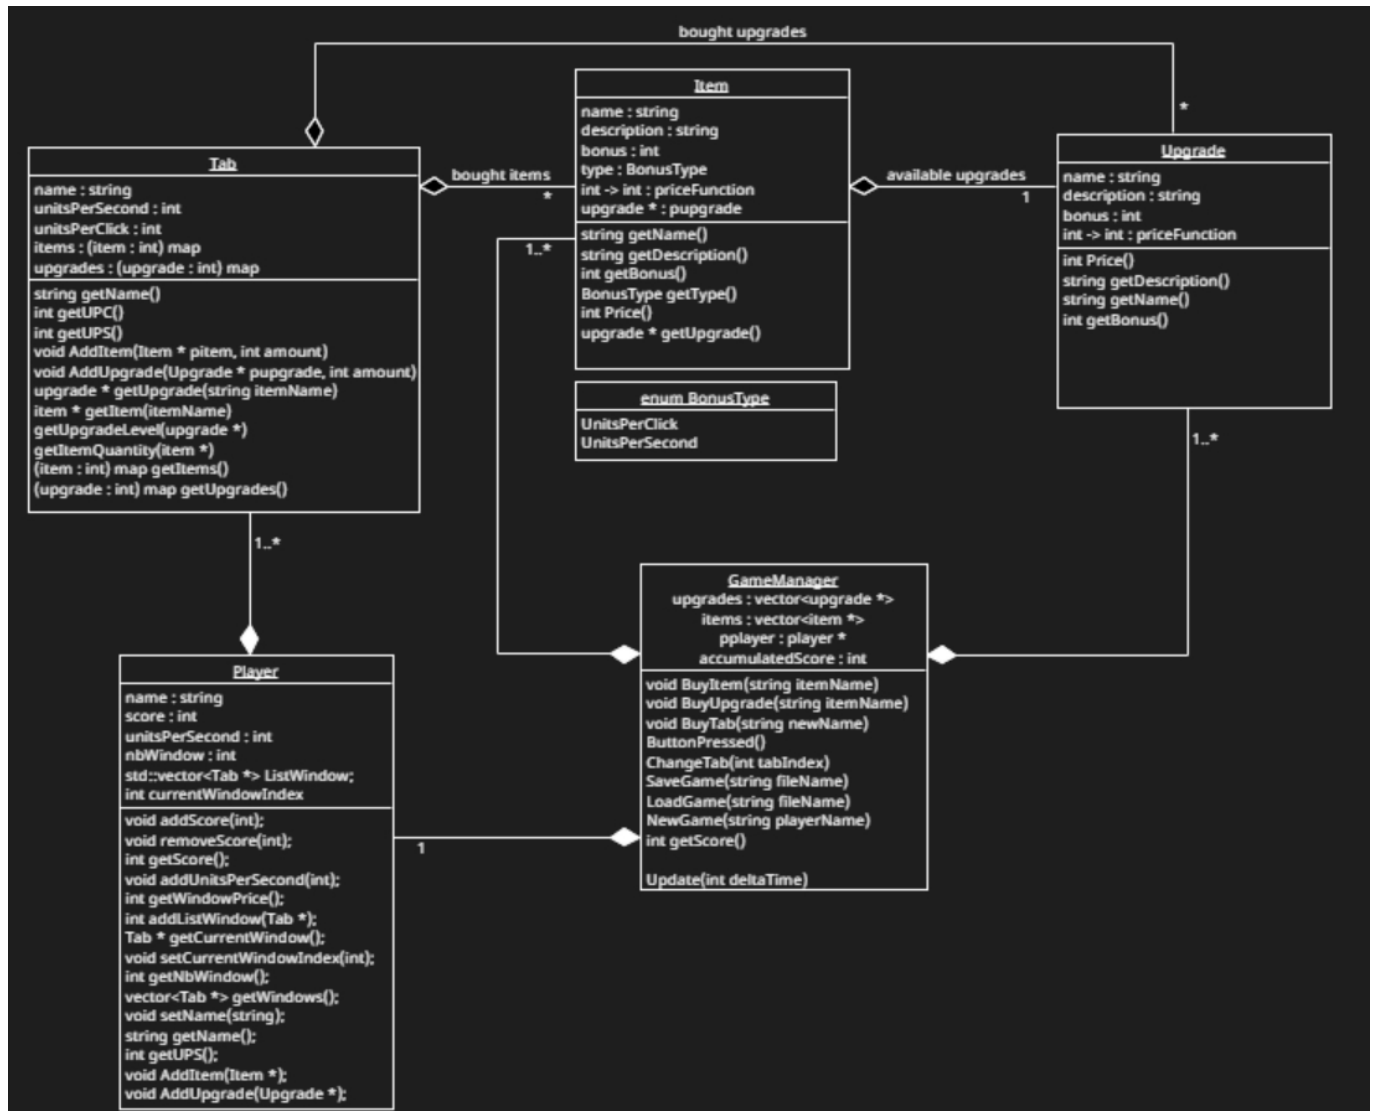 bought upgrades
*
Item
name : string
description : string
bonus : int
type : BonusType
int -> int : priceFunction
upgrade * : pupgrade
string getName()
string getDescription()
int getBonus()
BonusType getType()
int Price()
upgrade * getUpgrade()
Tab
name : string
unitsPerSecond : int
unitsPerClick : int
items : (item : int) map
upgrades : (upgrade : int) map
string getName()
int getUPC()
int getUPS()
void AddItem(Item * pitem, int amount)
void AddUpgrade(Upgrade * pupgrade, int amount)
upgrade * getUpgrade(string itemName)
item * getItem(itemName)
getUpgradeLevel(upgrade *)
getItemQuantity(item *)
(item : int) map getItems()
(upgrade : int) map getUpgrades()
bought items
*
1..*
available upgrades
1
Upgrade
name : string
description : string
bonus : int
int -> int : priceFunction
int Price()
string getDescription()
string getName()
int getBonus()
enum BonusType
UnitsPerClick
UnitsPerSecond
1..*
1..*
GameManager
upgrades : vector<upgrade *>
items : vector<item *>
pplayer : player *
accumulatedScore : int
void BuyItem(string itemName)
void BuyUpgrade(string itemName)
void BuyTab(string newName)
ButtonPressed()
ChangeTab(int tabIndex)
SaveGame(string fileName)
LoadGame(string fileName)
NewGame(string playerName)
int getScore()
Update(int deltaTime)
Player
name : string
score : int
unitsPerSecond : int
nbWindow : int
std::vector<Tab *> ListWindow;
int currentWindowIndex
void addScore(int);
void removeScore(int);
int getScore();
void addUnitsPerSecond(int);
int getWindowPrice();
int addListWindow(Tab *);
Tab * getCurrentWindow();
void setCurrentWindowIndex(int);
int getNbWindow();
vector<Tab *> getWindows();
void setName(string);
string getName();
int getUPS();
void AddItem(Item *);
void AddUpgrade(Upgrade *);
1